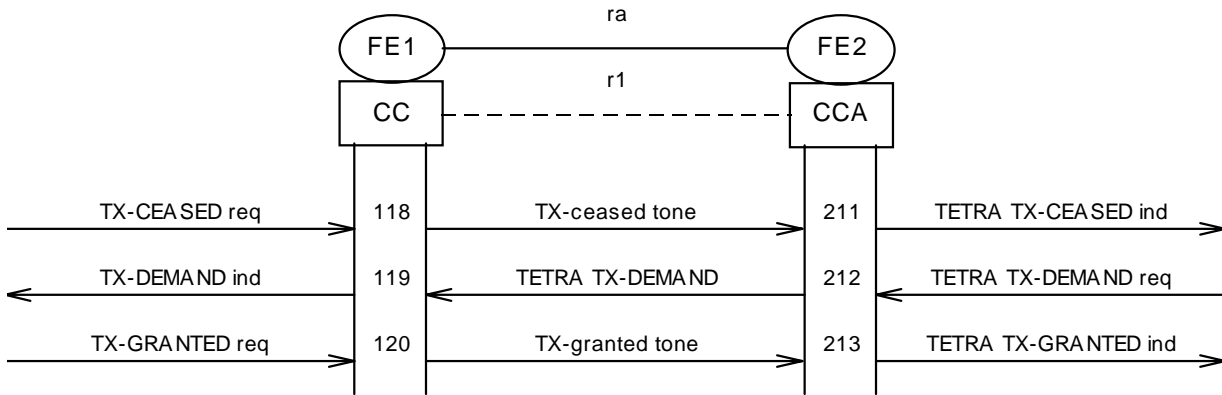 ra
FE1
FE2
r1
CC
CCA
TX-CEASED req
118
TX-ceased tone
211
TETRA TX-CEASED ind
TX-DEMAND ind
119
TETRA TX-DEMAND
212
TETRA TX-DEMAND req
TX-GRANTED req
120
TX-granted tone
213
TETRA TX-GRANTED ind